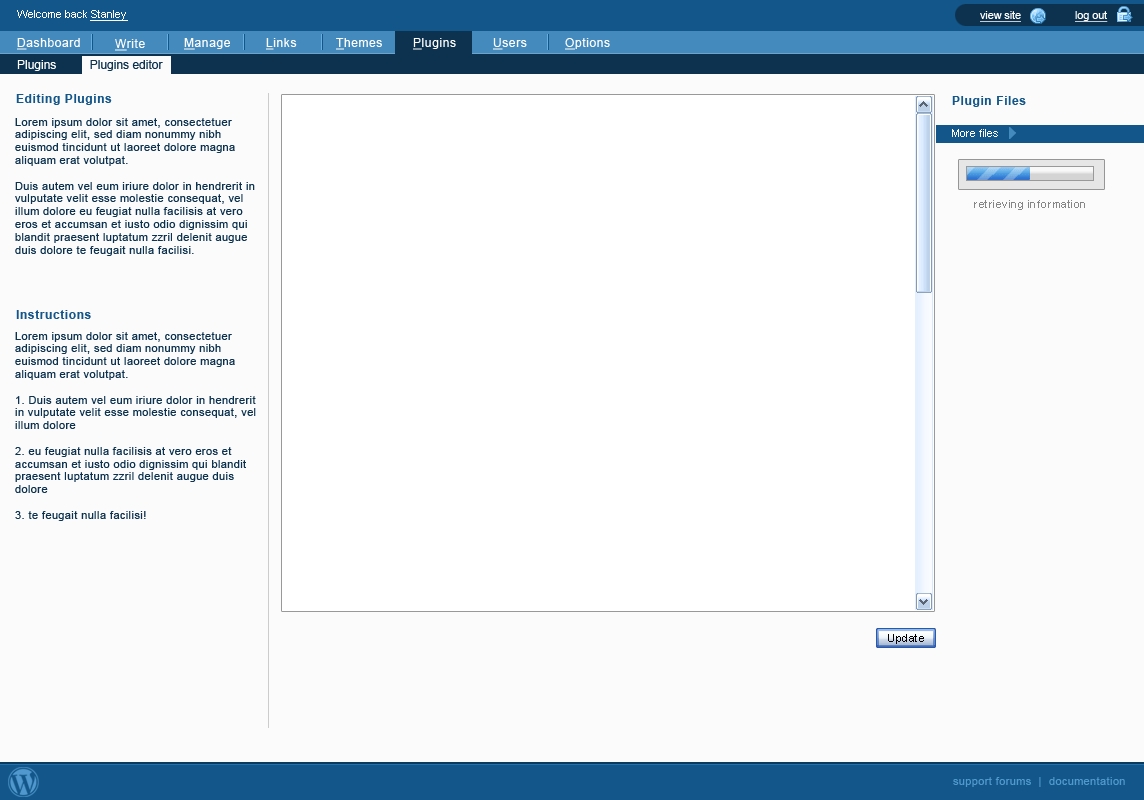 Welcome back Stanley
view site
log out
Dashboard
Write
Manage
Links
Themes
Plugins
Users
Options
Plugins
Plugins editor
Editing Plugins
Lorem ipsum dolor sit amet, consectetuer
adipiscing elit, sed diam nonummy nibh
euismod tincidunt ut laoreet dolore magna
aliquam erat volutpat.
Duis autem vel eum iriure dolor in hendrerit in
vulputate velit esse molestie consequat, vel
illum dolore eu feugiat nulla facilisis at vero
eros et accumsan et iusto odio dignissim qui
blandit praesent luptatum zzril delenit augue
duis dolore te feugait nulla facilisi.
Instructions
Lorem ipsum dolor sit amet, consectetuer
adipiscing elit, sed diam nonummy nibh
euismod tincidunt ut laoreet dolore magna
aliquam erat volutpat.
1. Duis autem vel eum iriure dolor in hendrerit
in vulputate velit esse molestie consequat, vel
illum dolore
2. eu feugiat nulla facilisis at vero eros et
accumsan et iusto odio dignissim qui blandit
praesent luptatum zzril delenit augue duis
dolore
3. te feugait nulla facilisi!
Update
Plugin Files
More files
retrieving information
W
support forums | documentation